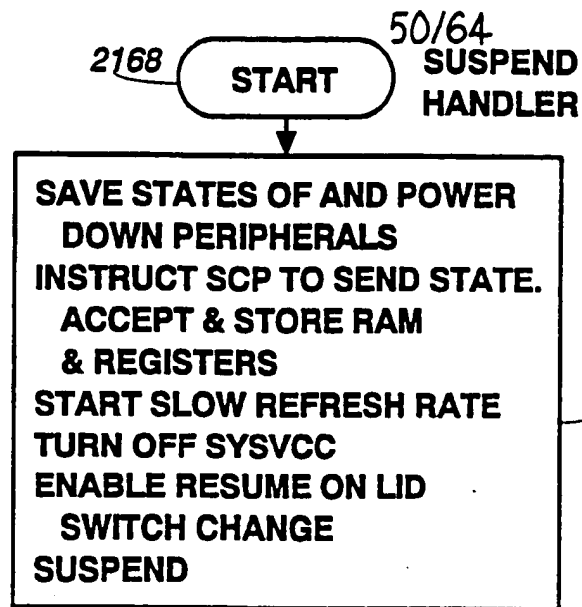 50/64
2168
START
SUSPEND
HANDLER
SAVE STATES OF AND POWER
DOWN PERIPHERALS
INSTRUCT SCP TO SEND STATE.
ACCEPT & STORE RAM
& REGISTERS
START SLOW REFRESH RATE
TURN OFF SYSVCC
ENABLE RESUME ON LID
SWITCH CHANGE
SUSPEND